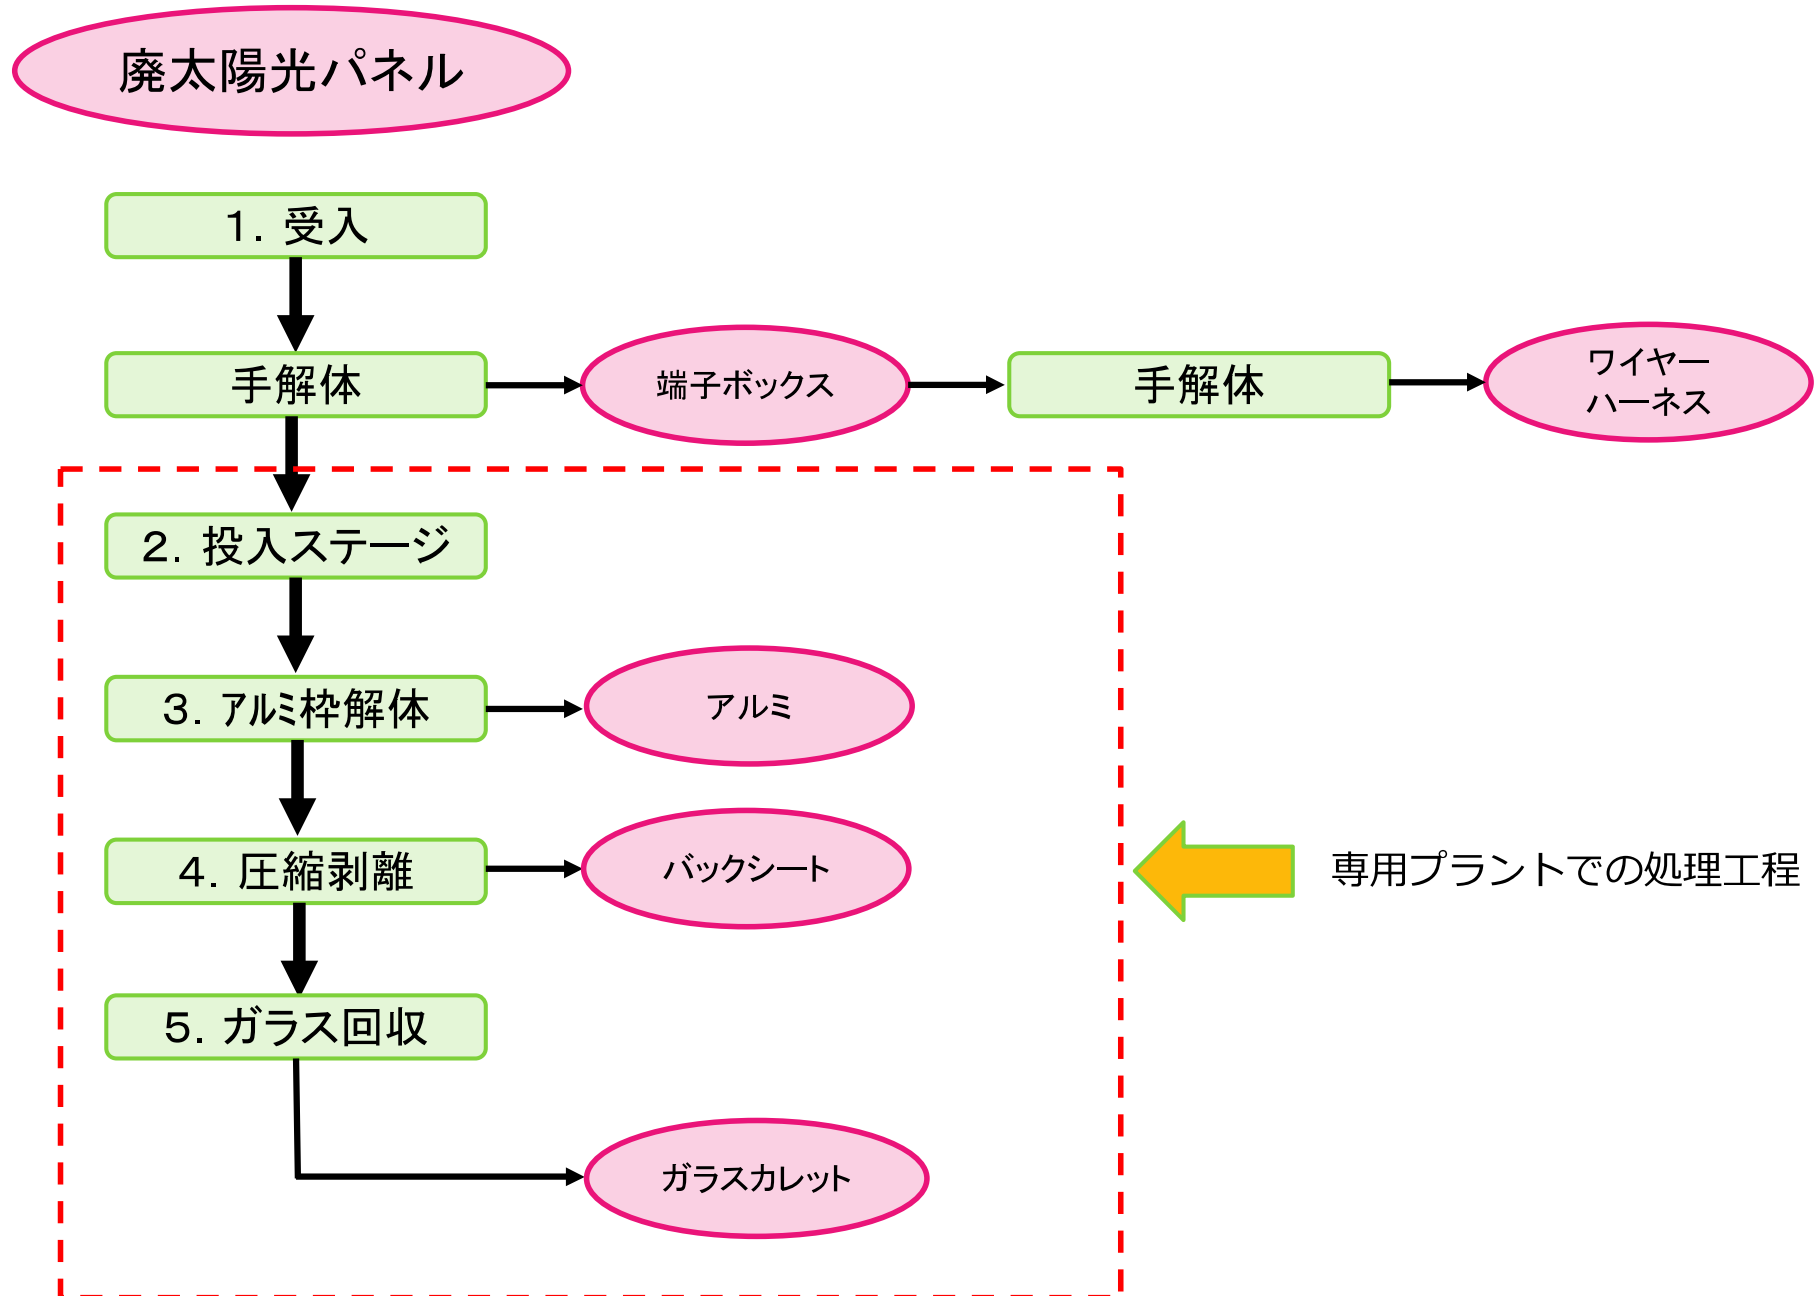 廃太陽光パネル
１．受入
手解体
端子ボックス
手解体
ワイヤー
ハーネス
２．投入ステージ
３．ｱﾙﾐ枠解体
アルミ
４．圧縮剥離
バックシート
専用プラントでの処理工程
５．ガラス回収
ガラスカレット